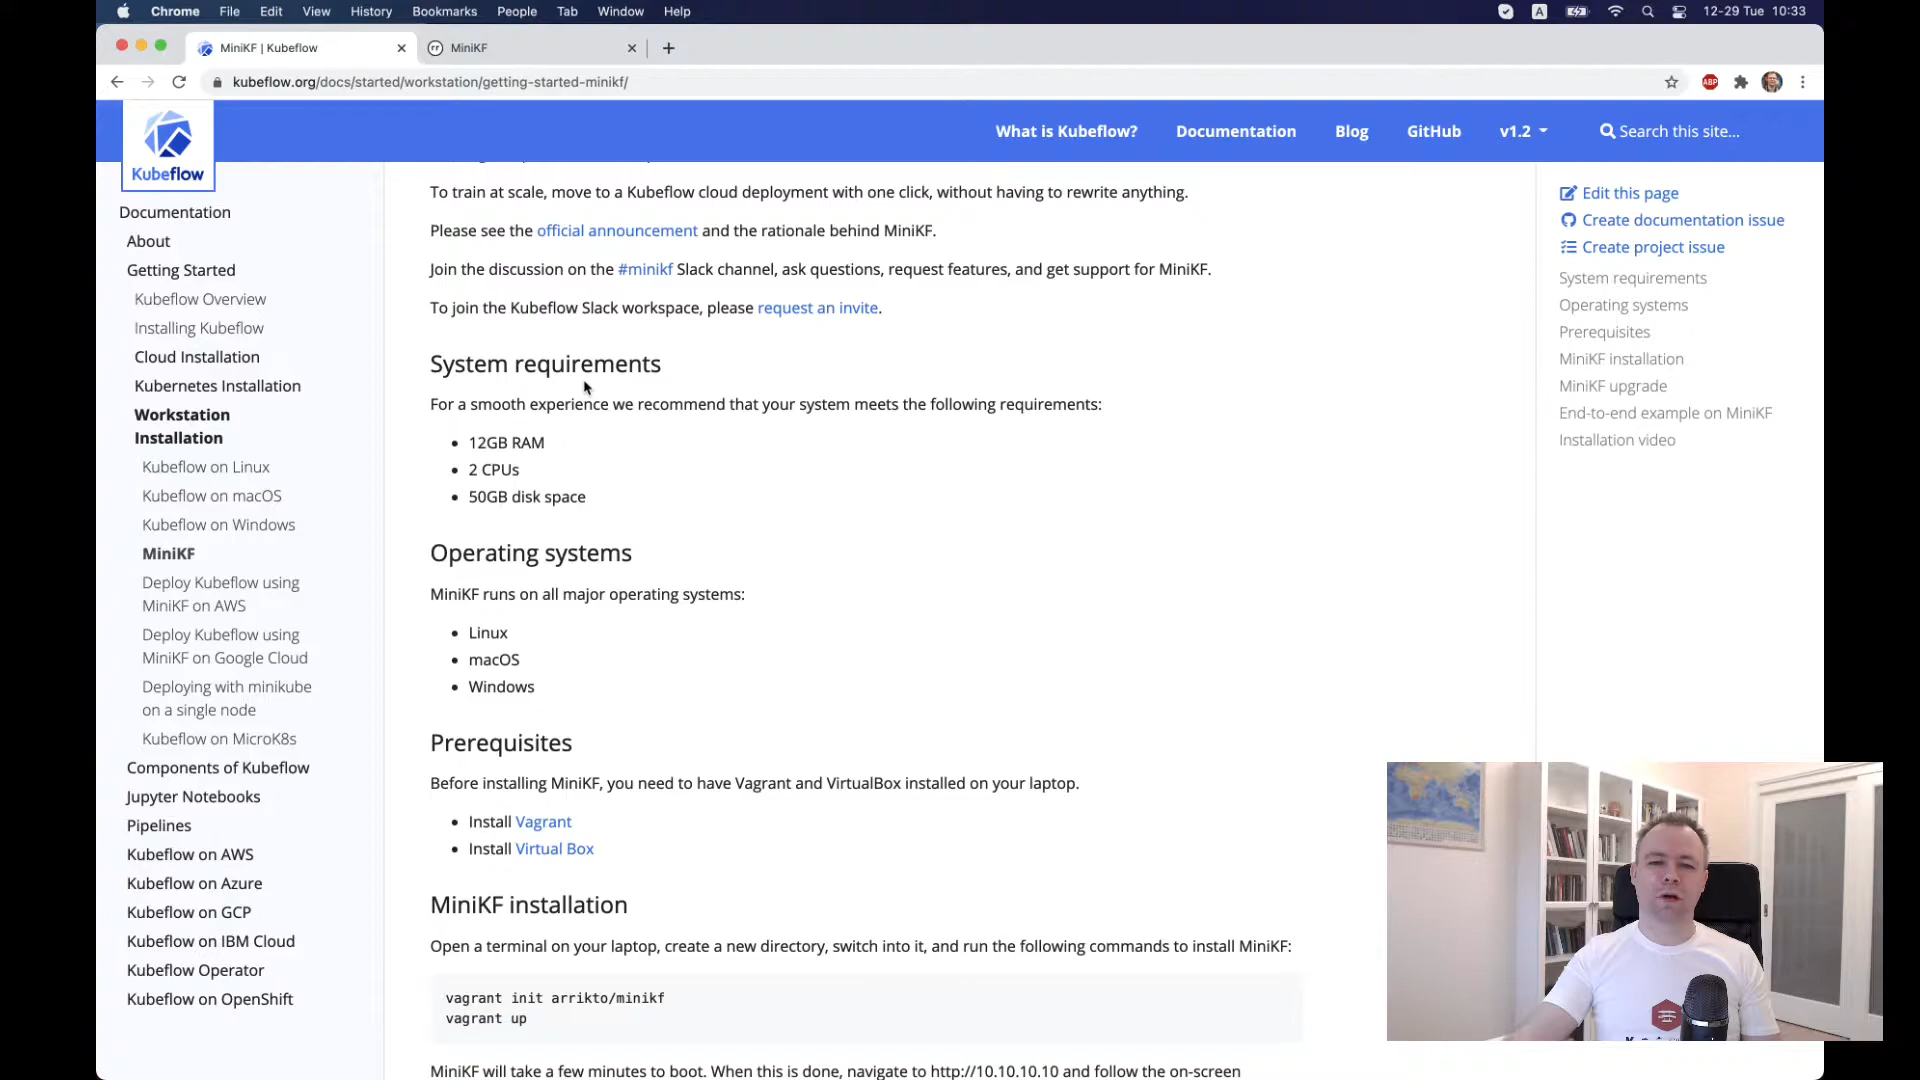 Chrome File Edit View History Bookmarks People Tab Window Help
A
12-29 Tue 10:33
MiniKF | Kubeflow
MiniKF
kubeflow.org/docs/started/workstation/getting-started-minikf/
ABP
Kubeflow
What is Kubeflow?
Documentation
Blog
GitHub
v1.2
Search this site...
Documentation
About
Getting Started
Kubeflow Overview
Installing Kubeflow
Cloud Installation
Kubernetes Installation
Workstation
Installation
Kubeflow on Linux
Kubeflow on macOS
Kubeflow on Windows
MiniKF
Deploy Kubeflow using
MiniKF on AWS
Deploy Kubeflow using
MiniKF on Google Cloud
Deploying with minikube
on a single node
Kubeflow on MicroK8s
Components of Kubeflow
Jupyter Notebooks
Pipelines
Kubeflow on AWS
Kubeflow on Azure
Kubeflow on GCP
Kubeflow on IBM Cloud
Kubeflow Operator
Kubeflow on OpenShift
To train at scale, move to a Kubeflow cloud deployment with one click, without having to rewrite anything.
Please see the official announcement and the rationale behind MiniKF.
Join the discussion on the #minikf Slack channel, ask questions, request features, and get support for MiniKF.
To join the Kubeflow Slack workspace, please request an invite.
System requirements
For a smooth experience we recommend that your system meets the following requirements:
• 12GB RAM
• 2 CPUs
• 50GB disk space
Operating systems
MiniKF runs on all major operating systems:
• Linux
• macOS
• Windows
Prerequisites
Before installing MiniKF, you need to have Vagrant and VirtualBox installed on your laptop.
• Install Vagrant
• Install Virtual Box
MiniKF installation
Open a terminal on your laptop, create a new directory, switch into it, and run the following commands to install MiniKF:
vagrant init arrikto/minikf
vagrant up
MiniKF will take a few minutes to boot. When this is done, navigate to http://10.10.10.10 and follow the on-screen
Edit this page
Create documentation issue
Create project issue
System requirements
Operating systems
Prerequisites
MiniKF installation
MiniKF upgrade
End-to-end example on MiniKF
Installation video